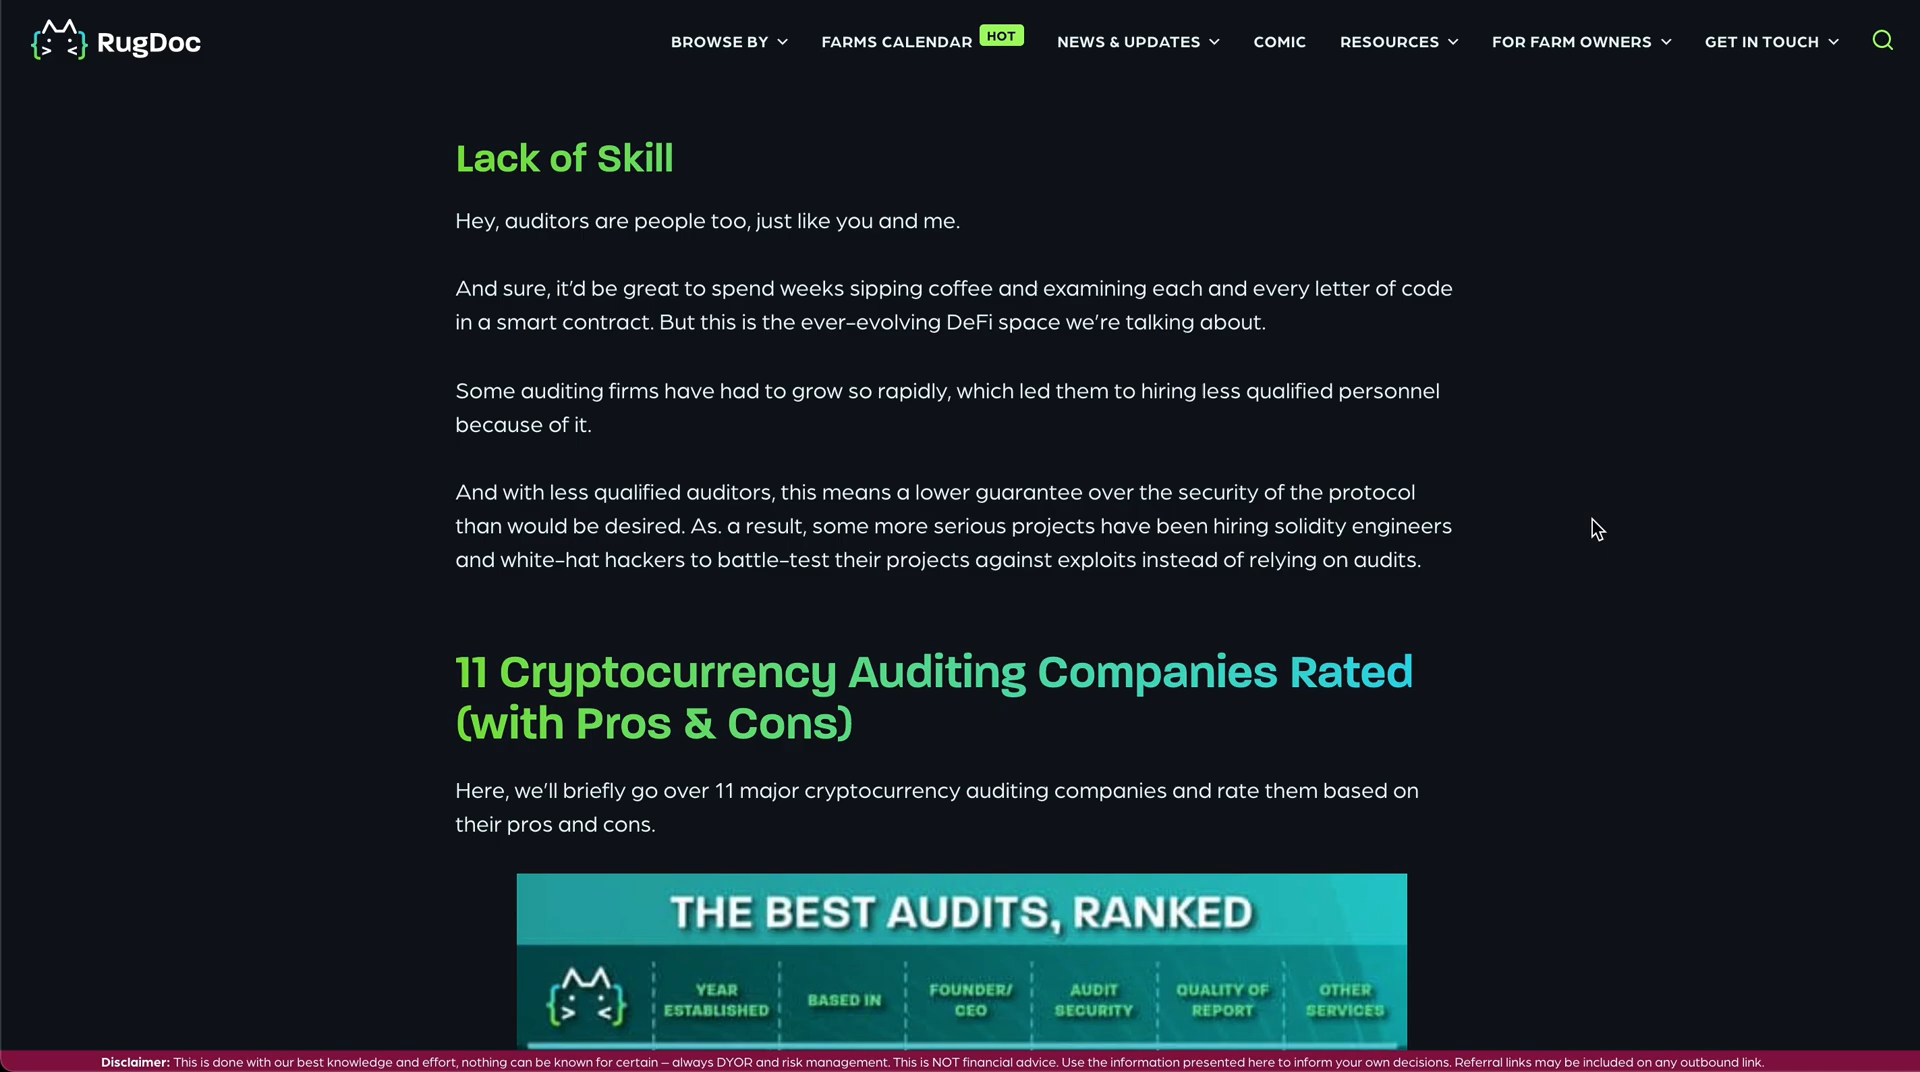 RugDoc
BROWSE BY
FARMS CALENDAR
HOT
NEWS & UPDATES
COMIC
RESOURCES
FOR FARM OWNERS
GET IN TOUCH
Lack of Skill
Hey, auditors are people too, just like you and me.
And sure, it’d be great to spend weeks sipping coffee and examining each and every letter of code
in a smart contract. But this is the ever-evolving DeFi space we’re talking about.
Some auditing firms have had to grow so rapidly, which led them to hiring less qualified personnel
because of it.
And with less qualified auditors, this means a lower guarantee over the security of the protocol
than would be desired. As. a result, some more serious projects have been hiring solidity engineers
and white-hat hackers to battle-test their projects against exploits instead of relying on audits.
11 Cryptocurrency Auditing Companies Rated
(with Pros & Cons)
Here, we’ll briefly go over 11 major cryptocurrency auditing companies and rate them based on
their pros and cons.
THE BEST AUDITS, RANKED
YEAR
ESTABLISHED
BASED IN
FOUNDER/
CEO
AUDIT
SECURITY
QUALITY OF
REPORT
OTHER
SERVICES
Disclaimer: This is done with our best knowledge and effort, nothing can be known for certain – always DYOR and risk management. This is NOT financial advice. Use the information presented here to inform your own decisions. Referral links may be included on any outbound link.